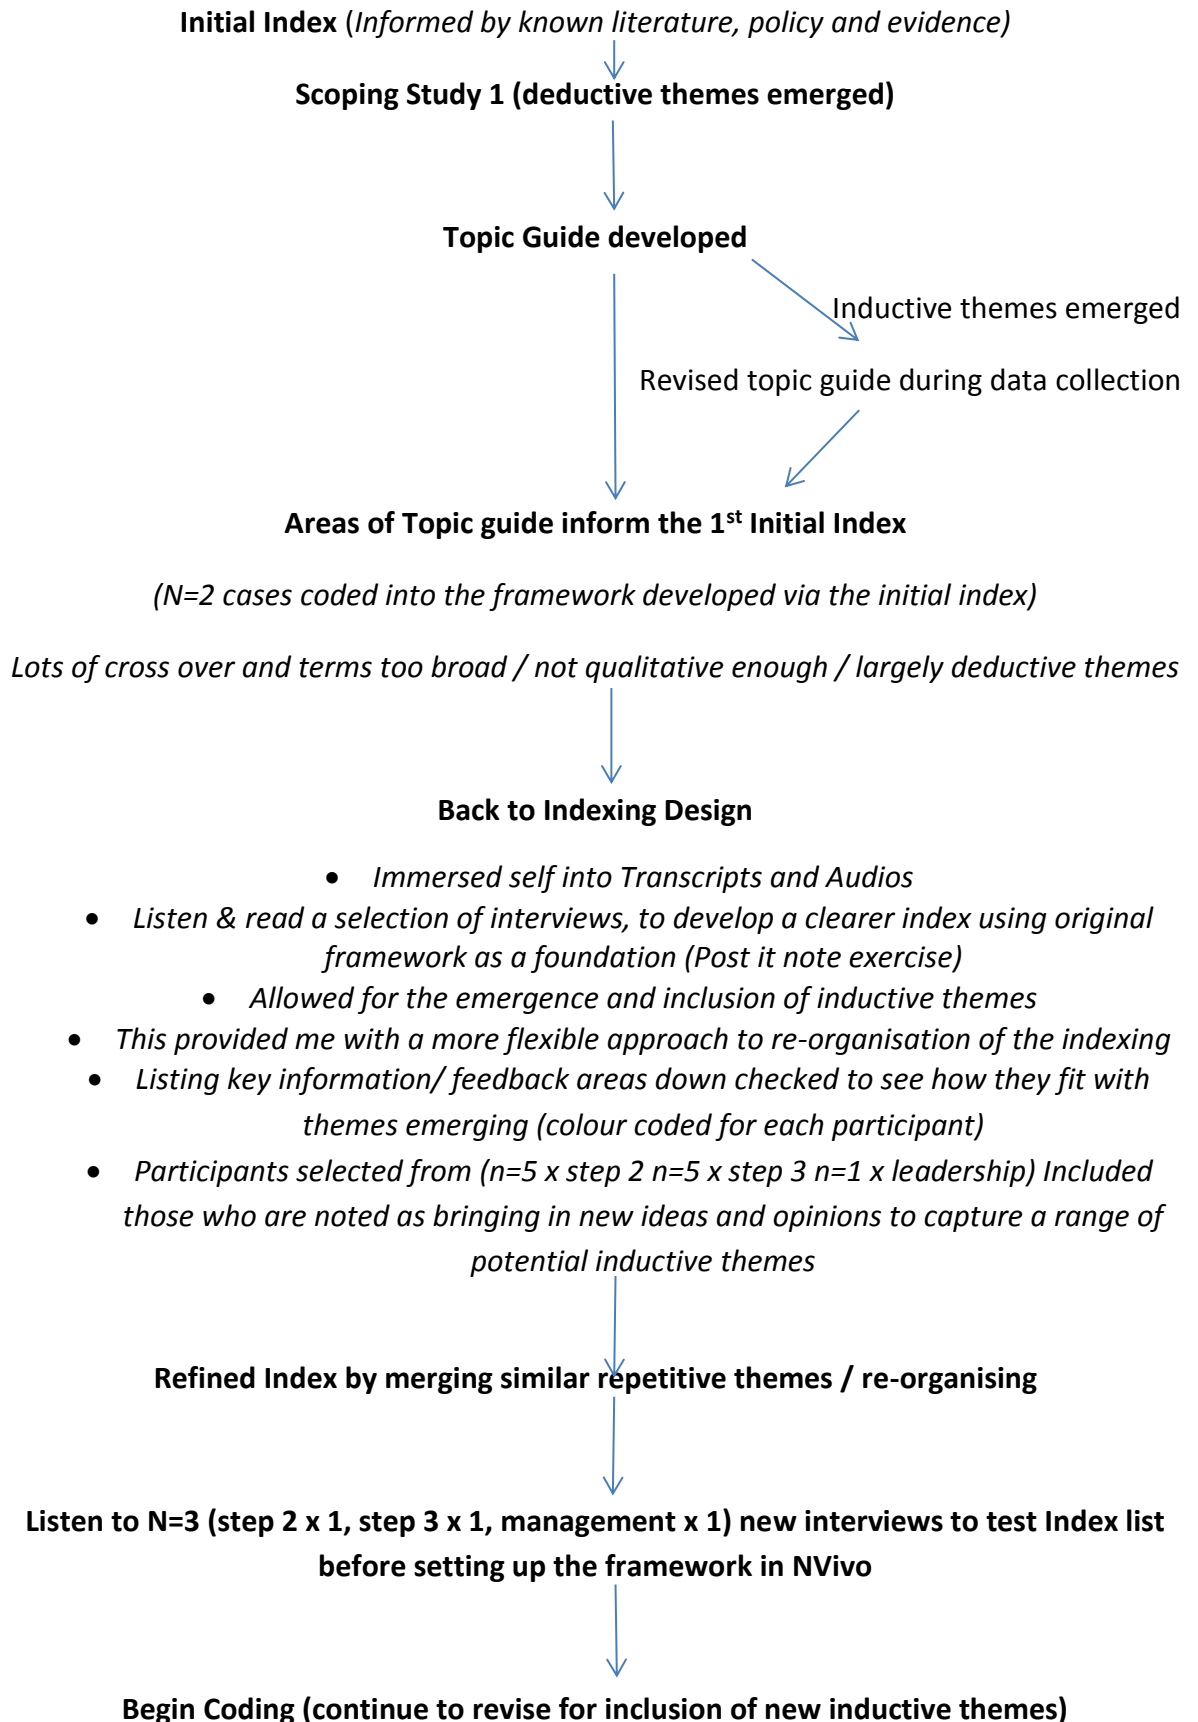 Initial Index (Informed by known literature, policy and evidence)
Scoping Study 1 (deductive themes emerged)
Topic Guide developed
Inductive themes emerged
Revised topic guide during data collection
Areas of Topic guide inform the 1st Initial Index
(N=2 cases coded into the framework developed via the initial index)
Lots of cross over and terms too broad / not qualitative enough / largely deductive themes
Back to Indexing Design
• Immersed self into Transcripts and Audios
• Listen & read a selection of interviews, to develop a clearer index using original
framework as a foundation (Post it note exercise)
• Allowed for the emergence and inclusion of inductive themes
• This provided me with a more flexible approach to re-organisation of the indexing
• Listing key information/ feedback areas down checked to see how they fit with
themes emerging (colour coded for each participant)
• Participants selected from (n=5 x step 2 n=5 x step 3 n=1 x leadership) Included
those who are noted as bringing in new ideas and opinions to capture a range of
potential inductive themes
Refined Index by merging similar repetitive themes / re-organising
Listen to N=3 (step 2 x 1, step 3 x 1, management x 1) new interviews to test Index list
before setting up the framework in NVivo
Begin Coding (continue to revise for inclusion of new inductive themes)